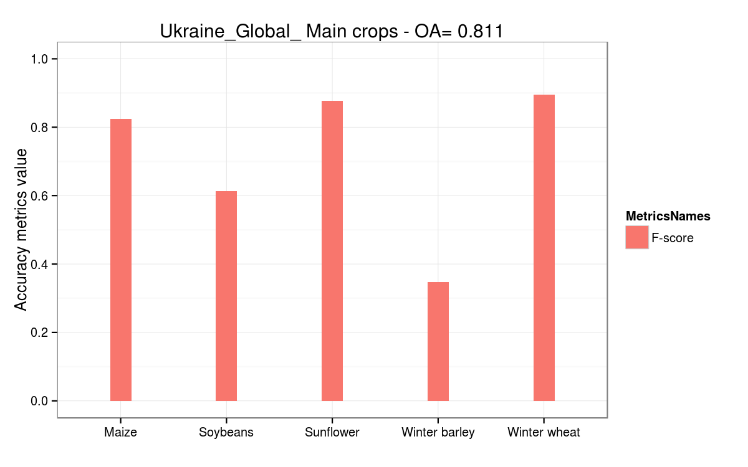 Ukraine_Global_ Main crops - OA= 0.811
Accuracy metrics value
1.0
0.8
0.6
0.4
0.2
0.0
Maize
Soybeans
Sunflower
Winter barley
Winter wheat
MetricsNames
F-score